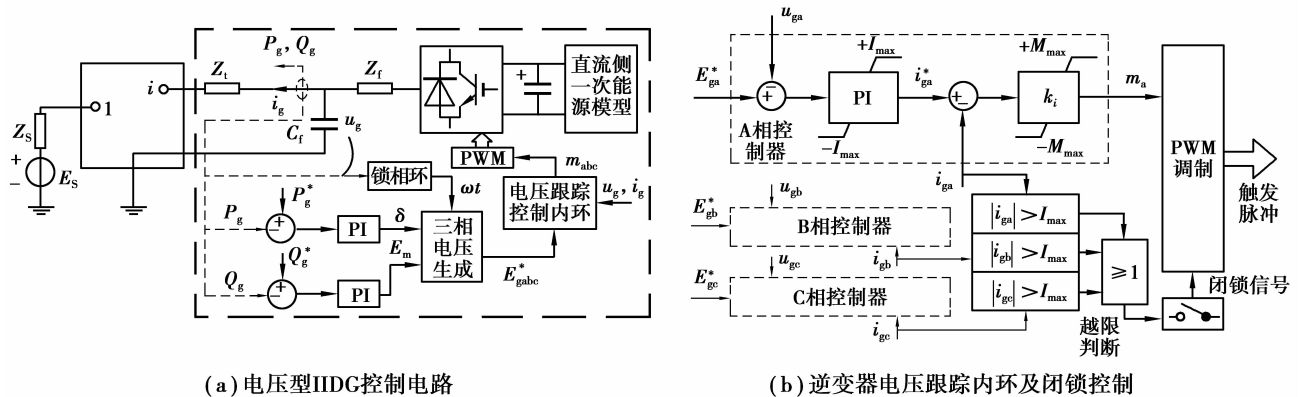 P_g, Q_g
Z_t
Z_f
i
i_g
1
Z_S
E_S
C_f
u_g
+
直流侧
一次能
源模型
PWM
m_abc
锁相环
ωt
电压跟踪
控制内环
u_g, i_g
P_g^*
P_g
PI
δ
三相
电压
生成
E_m
Q_g^*
Q_g
PI
E_gabc^*
(a)电压型IIDG控制电路
u_ga
+I_max
+M_max
E_ga^*
PI
i_ga^*
k_i
m_a
A相控
制器
-I_max
-M_max
PWM
调制
触发
脉冲
i_ga
u_gb
E_gb^*
B相控制器
i_gb
u_gc
E_gc^*
C相控制器
i_gc
|i_ga|>I_max
|i_gb|>I_max
|i_gc|>I_max
≥1
越限
判断
闭锁信号
(b)逆变器电压跟踪内环及闭锁控制